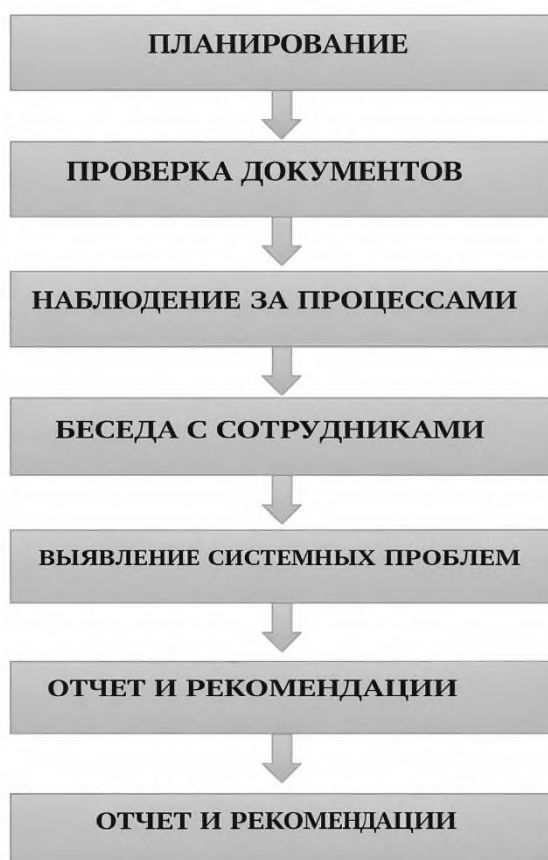 ПЛАНИРОВАНИЕ
ПРОВЕРКА ДОКУМЕНТОВ
НАБЛЮДЕНИЕ ЗА ПРОЦЕССАМИ
БЕСЕДА С СОТРУДНИКАМИ
ВЫЯВЛЕНИЕ СИСТЕМНЫХ ПРОБЛЕМ
ОТЧЕТ И РЕКОМЕНДАЦИИ
ОТЧЕТ И РЕКОМЕНДАЦИИ